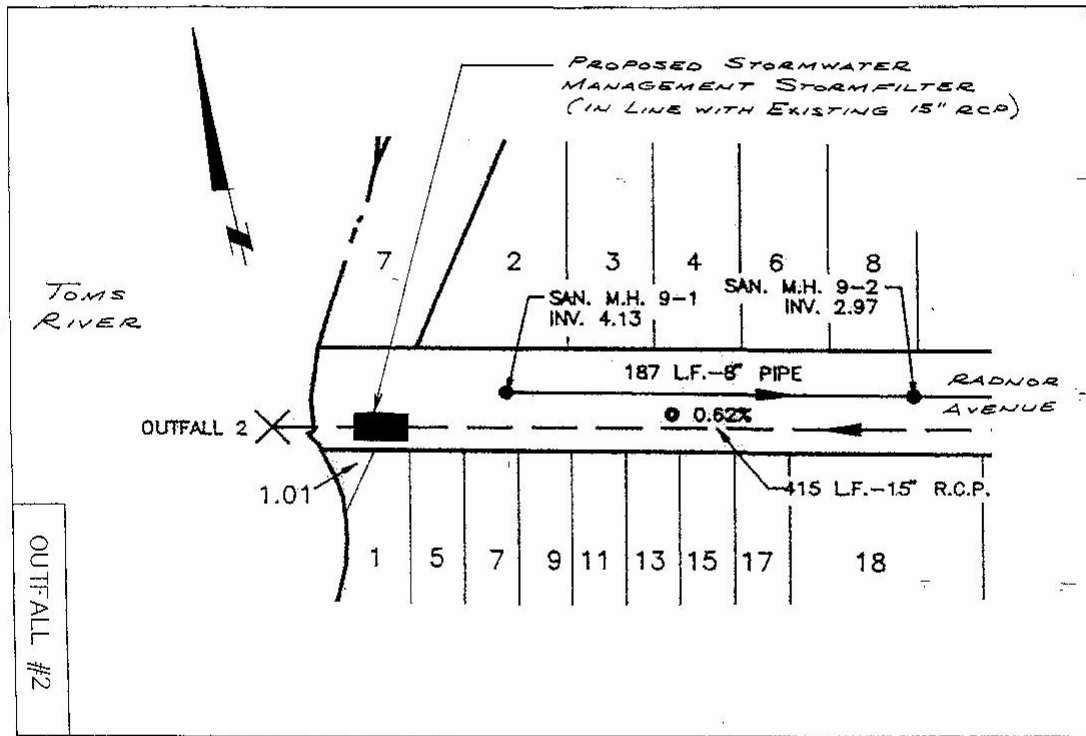 PROPOSED STORMWATER
MANAGEMENT STORMFILTER
(IN LINE WITH EXISTING 15" RCP)
TOMS
RIVER
7
2
3
4
6
8
SAN. M.H. 9-1
INV. 4.13
SAN. M.H. 9-2
INV. 2.97
187 L.F.-8" PIPE
RADNOR
AVENUE
@ 0.62%
OUTFALL 2
415 L.F.-15" R.C.P.
1.01
1
5
7
9
11
13
15
17
18
OUTFALL #2
N